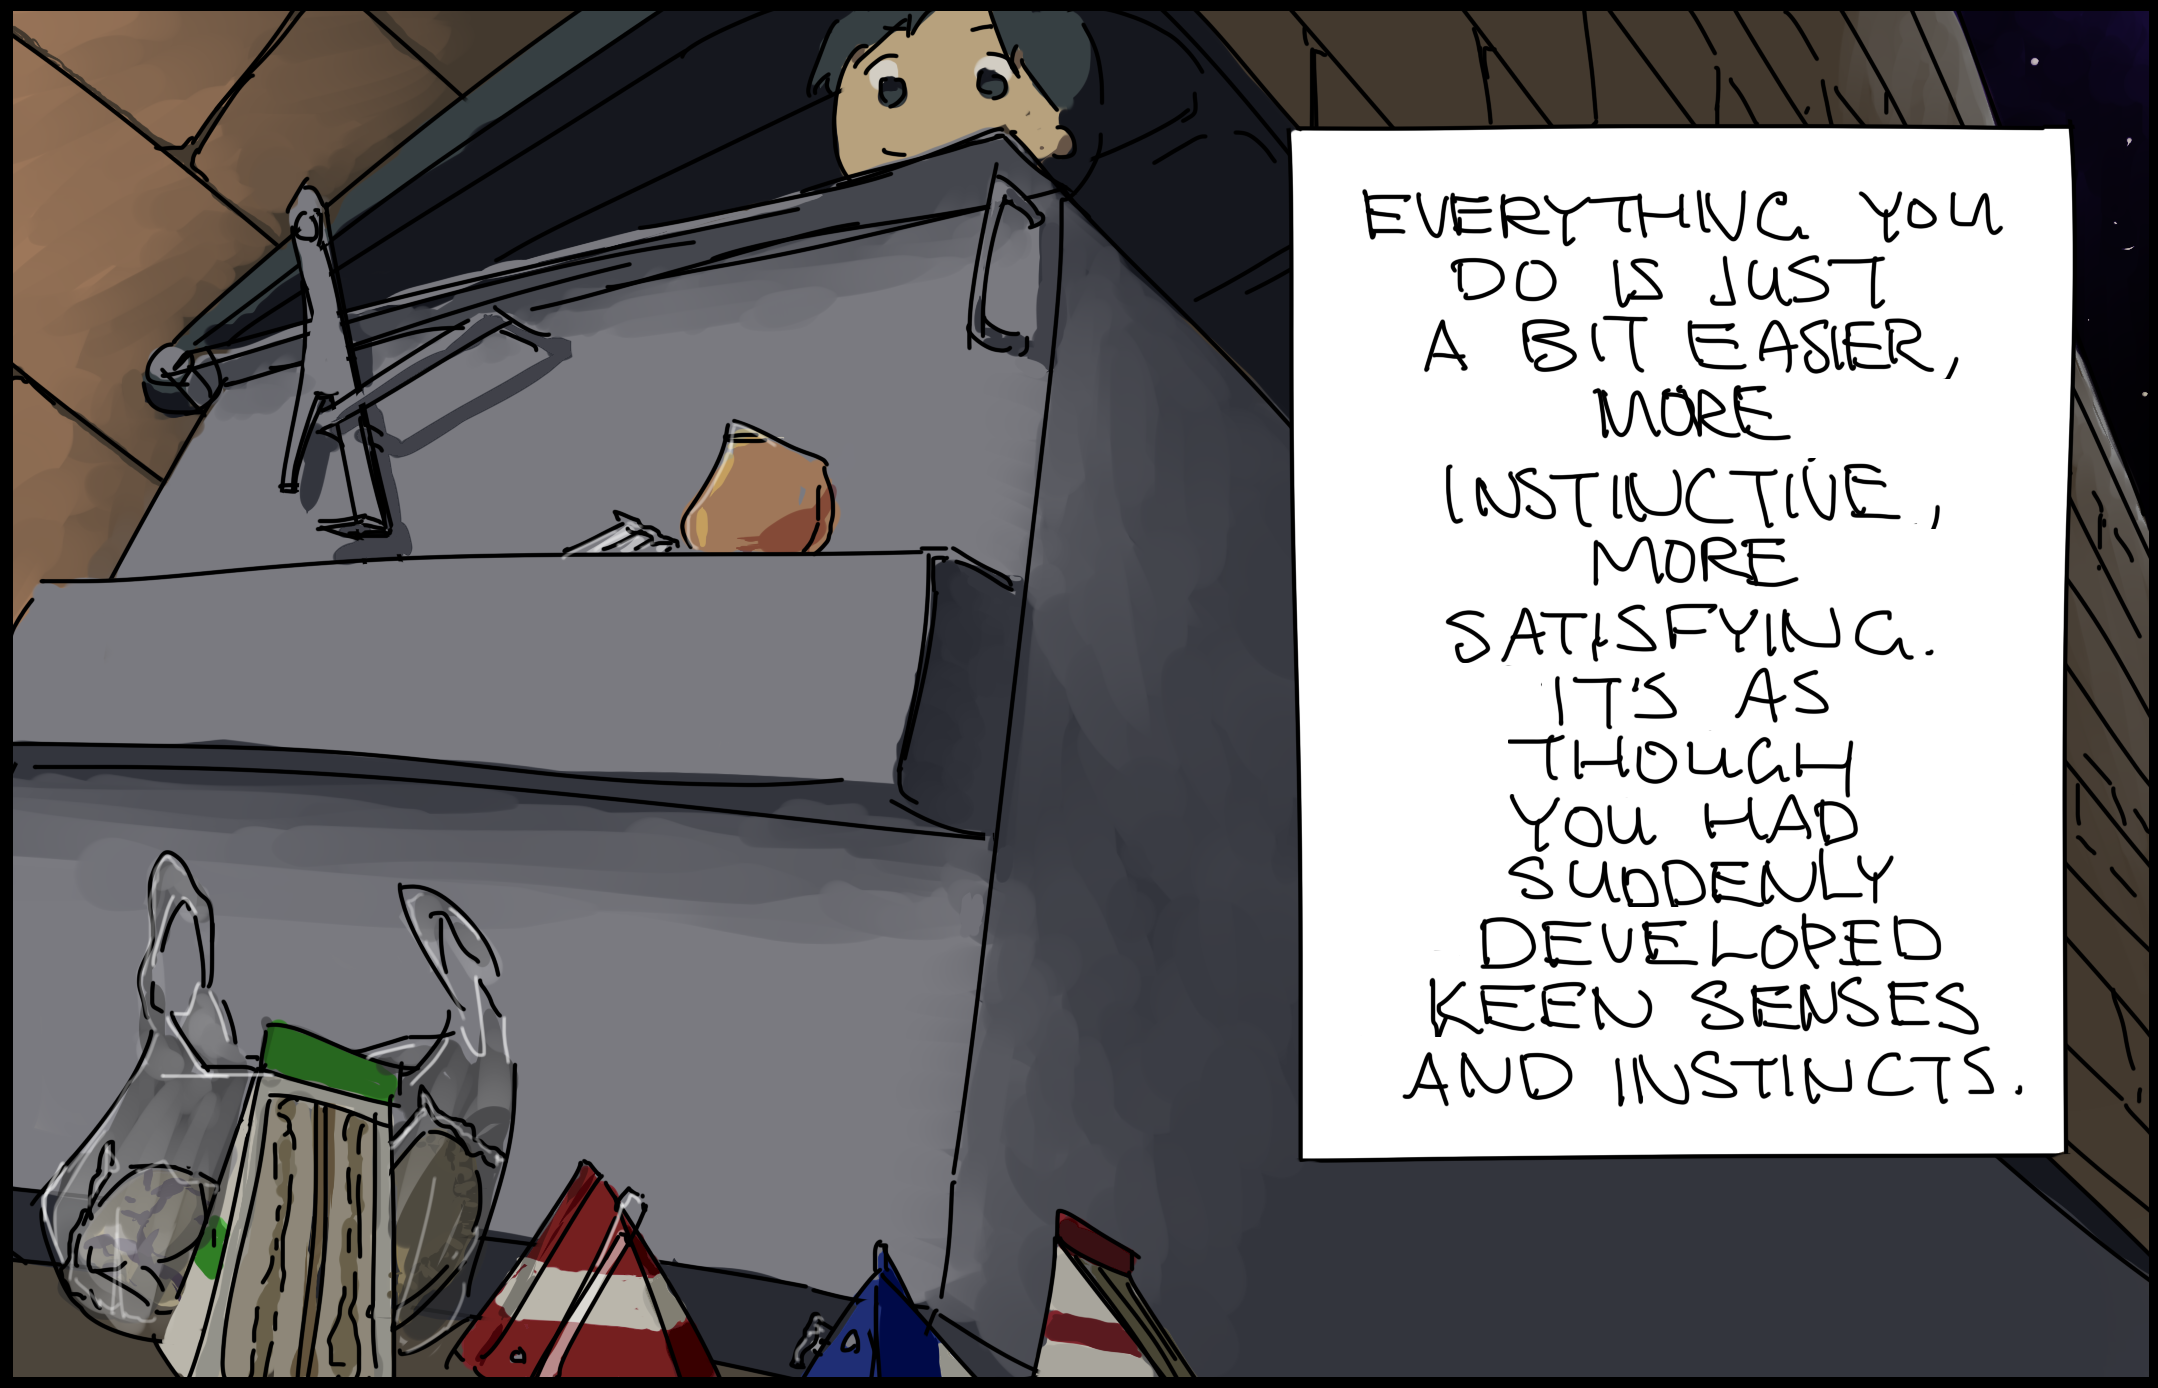 EVERYTHING YOU
DO IS JUST
A BIT EASIER,
MORE
INSTINCTIVE,
MORE
SATISFYING.
IT'S AS
THOUGH
YOU HAD
SUDDENLY
DEVELOPED
KEEN SENSES
AND INSTINCTS.